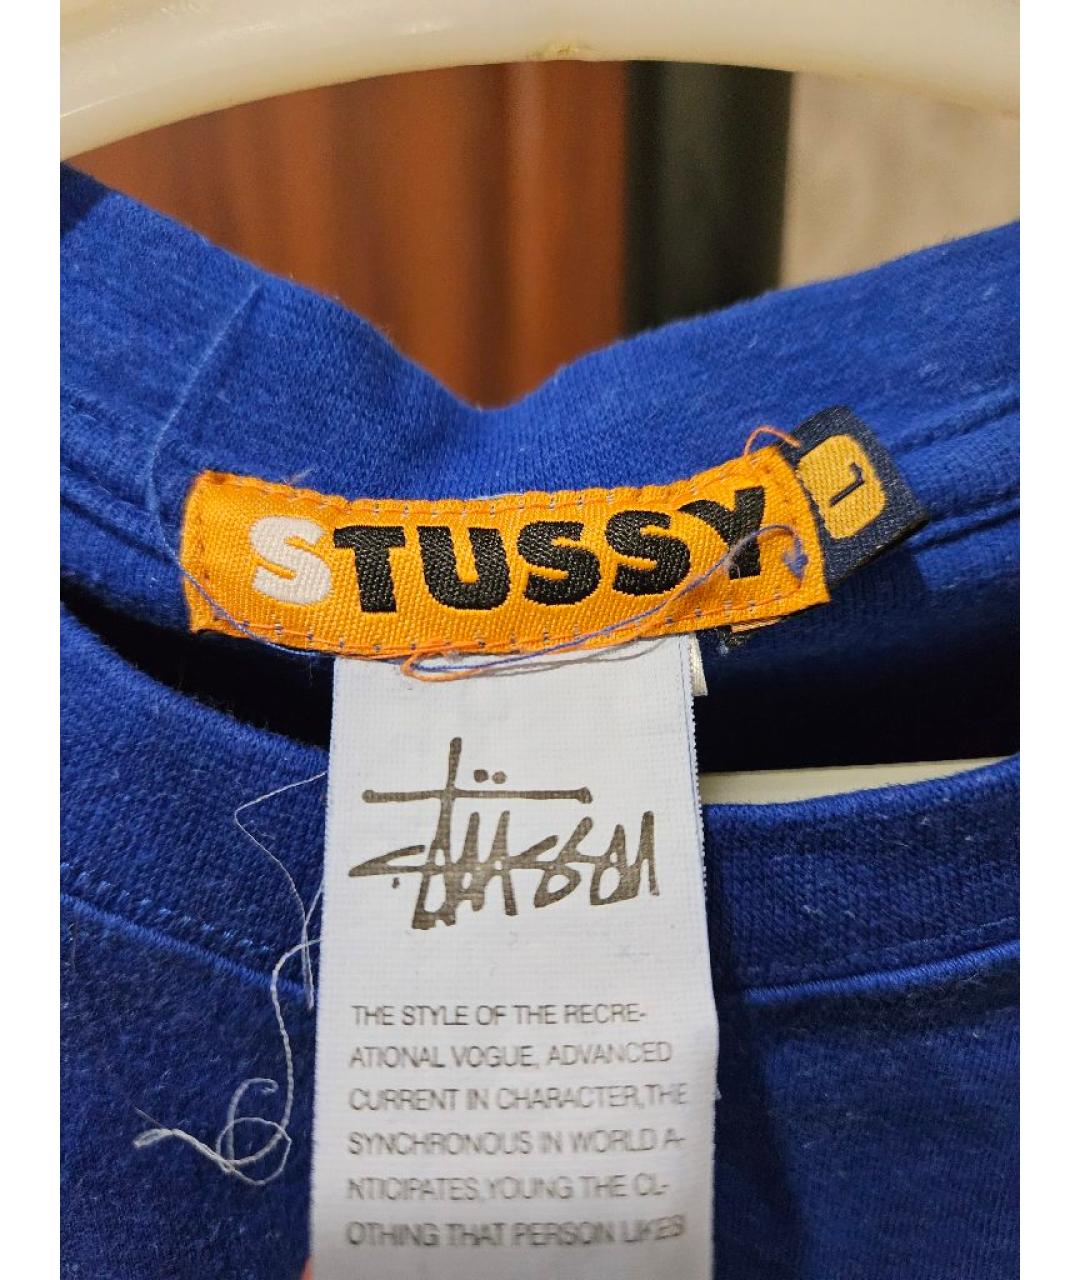 STUSSY
L
Stüssy
THE STYLE OF THE RECRE-
ATIONAL VOGUE, ADVANCED
CURRENT IN CHARACTER,THE
SYNCHRONOUS IN WORLD A-
NTICIPATES,YOUNG THE CL-
OTHING THAT PERSON LIKES!